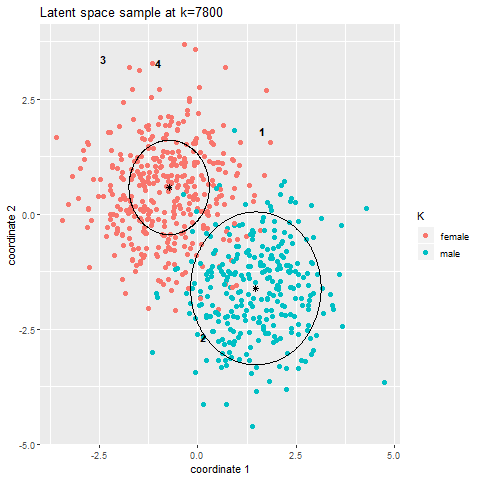 Latent space sample at k=7800
3
4
1
2
2.5
0.0
-2.5
-5.0
-2.5
0.0
2.5
5.0
coordinate 1
coordinate 2
K
female
male